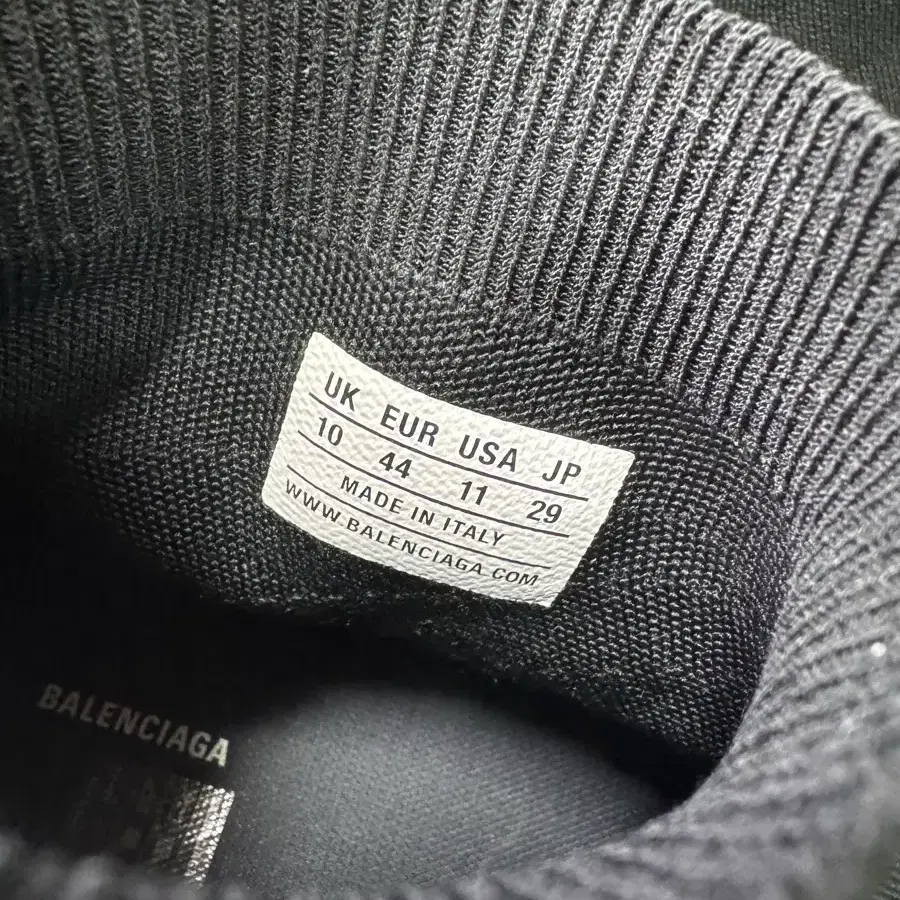 UK EUR USA JP
10 44 11 29
MADE IN ITALY
WWW.BALENCIAGA.COM
BALENCIAGA